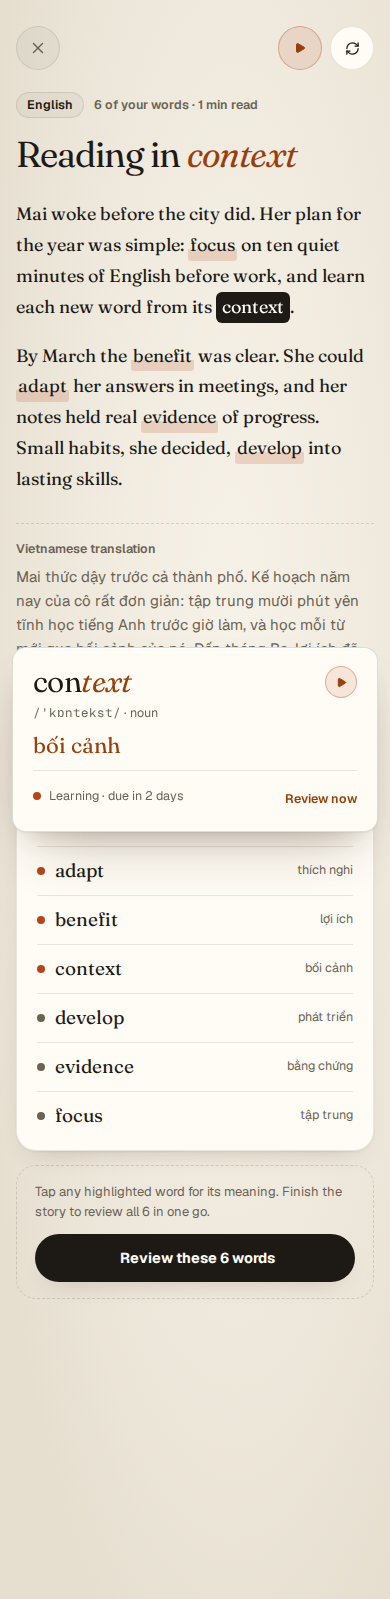 English 6 of your words · 1 min read
Reading in context
Mai woke before the city did. Her plan for
the year was simple: focus on ten quiet
minutes of English before work, and learn
each new word from its context.
By March the benefit was clear. She could
adapt her answers in meetings, and her
notes held real evidence of progress.
Small habits, she decided, develop into
lasting skills.
Vietnamese translation
Mai thức dậy trước cả thành phố. Kế hoạch năm
nay của cô rất đơn giản: tập trung mười phút yên
tĩnh học tiếng Anh trước giờ làm, và học mỗi từ
context
/ˈkɒntekst/ · noun
bối cảnh
Learning · due in 2 days Review now
adapt thích nghi
benefit lợi ích
context bối cảnh
develop phát triển
evidence bằng chứng
focus tập trung
Tap any highlighted word for its meaning. Finish the
story to review all 6 in one go.
Review these 6 words